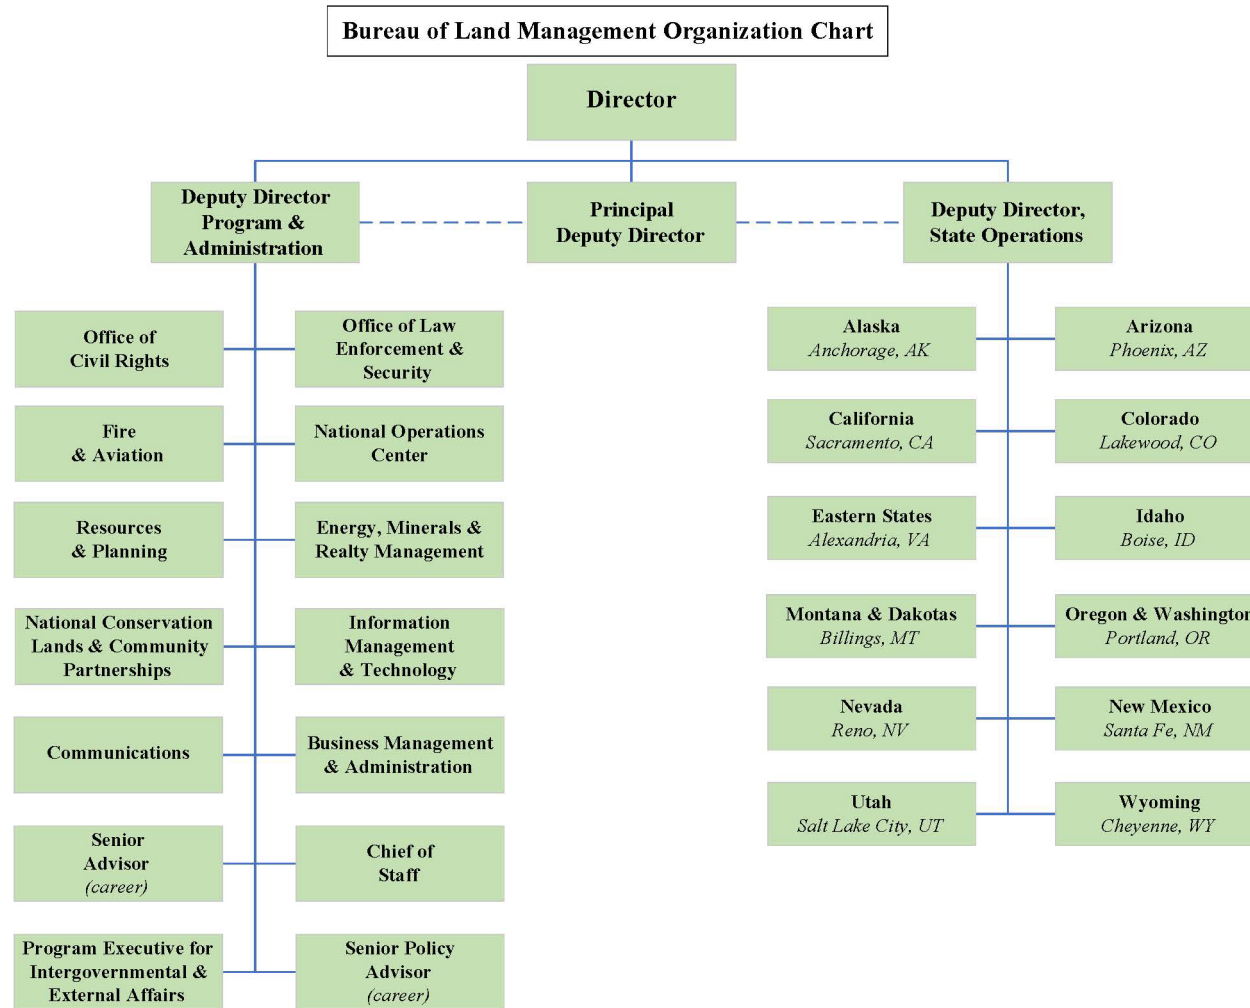 Bureau of Land Management Organization Chart
Director
Deputy Director
Program &
Administration
Principal
Deputy Director
Deputy Director,
State Operations
Office of
Civil Rights
Office of Law
Enforcement &
Security
Fire
& Aviation
National Operations
Center
Resources
& Planning
Energy, Minerals &
Realty Management
National Conservation
Lands & Community
Partnerships
Information
Management
& Technology
Communications
Business Management
& Administration
Senior
Advisor
(career)
Chief of
Staff
Program Executive for
Intergovernmental &
External Affairs
Senior Policy
Advisor
(career)
Alaska
Anchorage, AK
Arizona
Phoenix, AZ
California
Sacramento, CA
Colorado
Lakewood, CO
Eastern States
Alexandria, VA
Idaho
Boise, ID
Montana & Dakotas
Billings, MT
Oregon & Washington
Portland, OR
Nevada
Reno, NV
New Mexico
Santa Fe, NM
Utah
Salt Lake City, UT
Wyoming
Cheyenne, WY